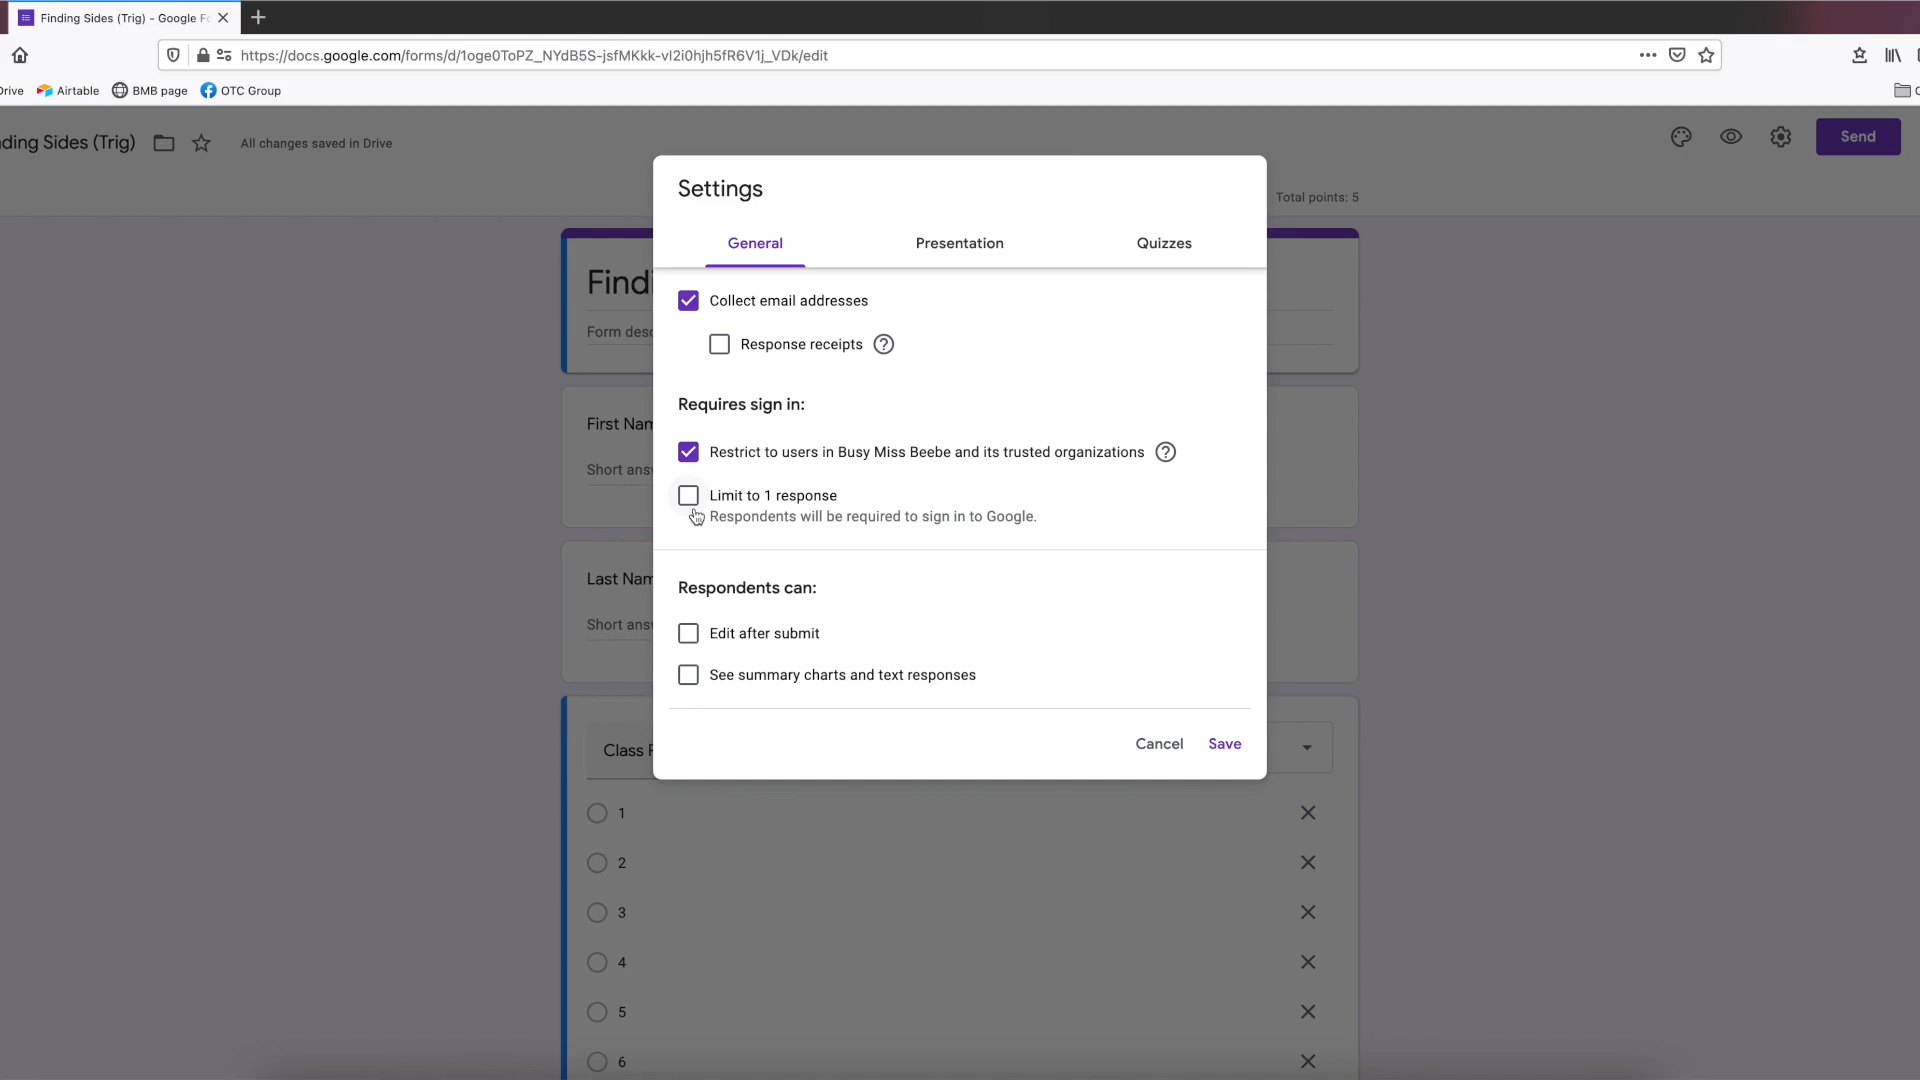 Finding Sides (Trig) - Google Fo
https://docs.google.com/forms/d/1oge0ToPZ_NYdB5S-jsfMKkk-vI2i0hjh5fR6V1j_VDk/edit
Drive Airtable BMB page OTC Group
ding Sides (Trig) All changes saved in Drive Send
Settings
Total points: 5
General Presentation Quizzes
Findi
Collect email addresses
Form desc
Response receipts
Requires sign in:
First Nam
Restrict to users in Busy Miss Beebe and its trusted organizations
Short ans
Limit to 1 response
Respondents will be required to sign in to Google.
Last Nam
Respondents can:
Short ans
Edit after submit
See summary charts and text responses
Cancel Save
Class P
1
2
3
4
5
6